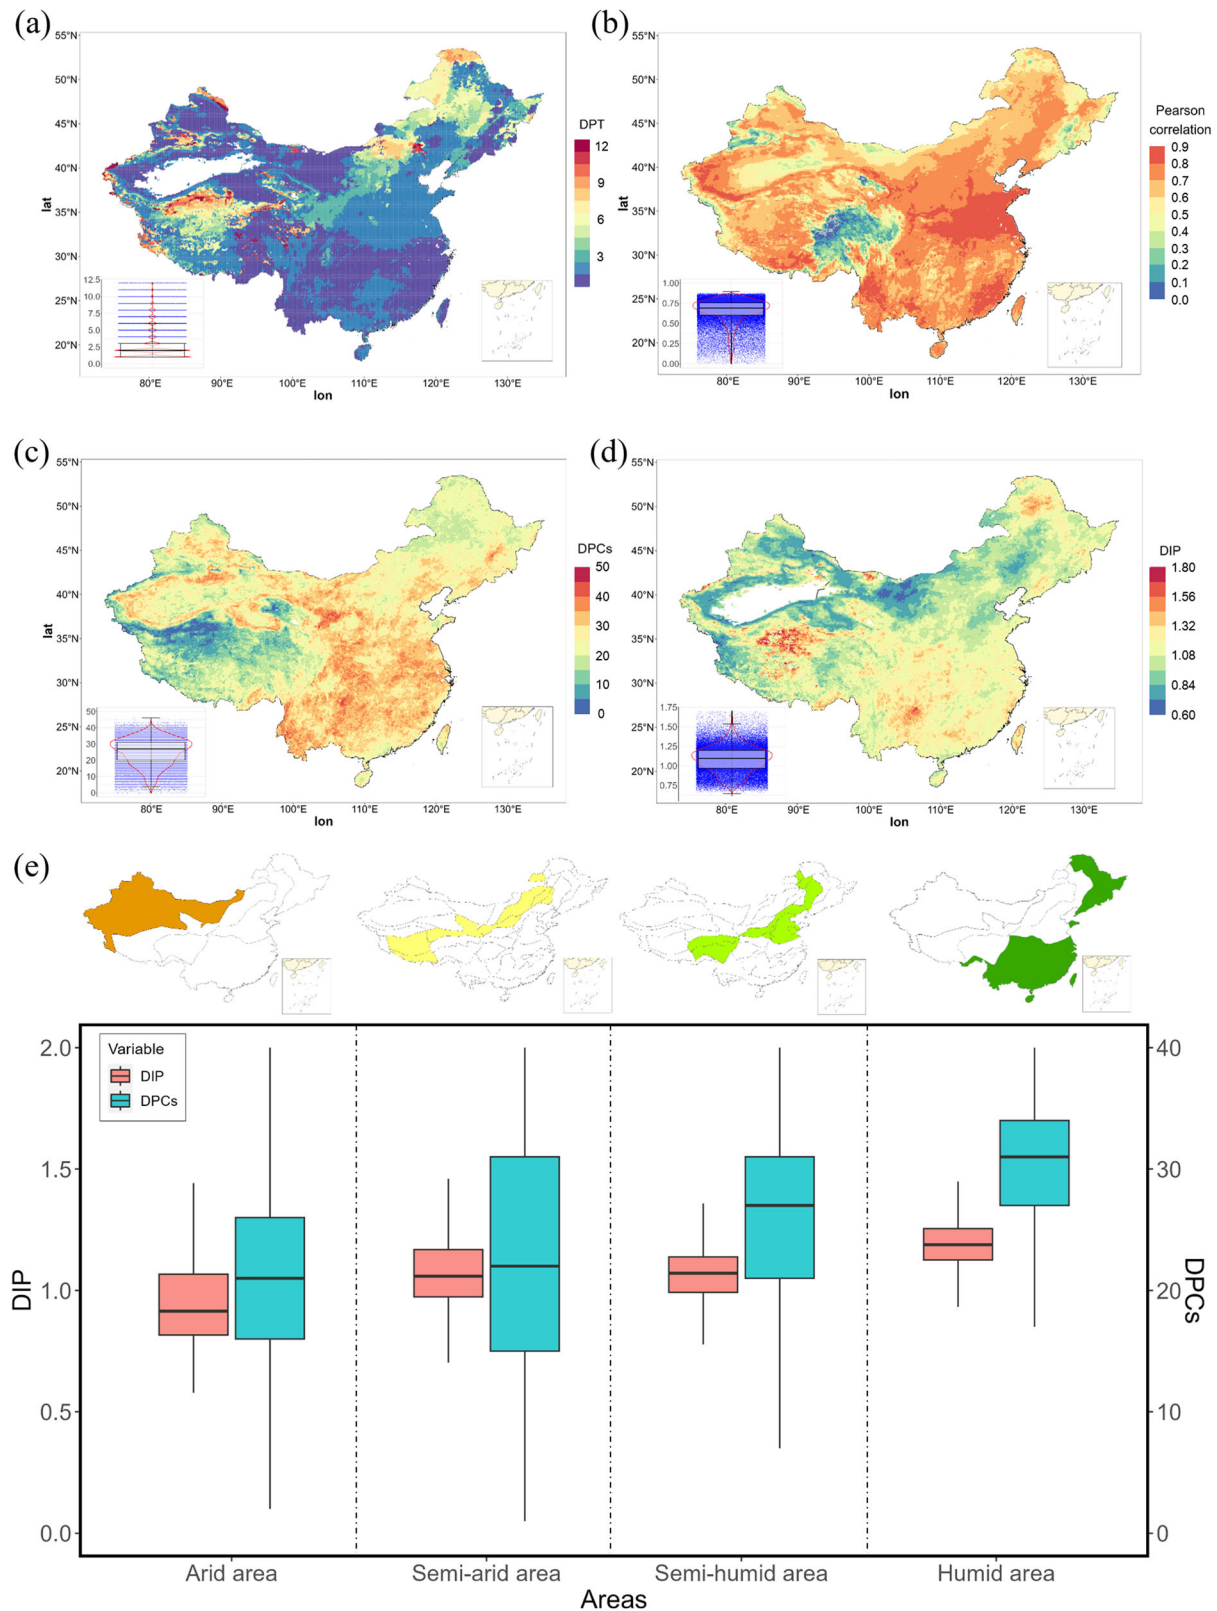 (a)
55°N
50°N
45°N
40°N
35°N
30°N
25°N
20°N
lat
80°E 90°E 100°E 110°E 120°E 130°E
lon
DPT
12
9
6
3
12.5
10.0
7.5
5.0
2.5
0.0
(b)
55°N
50°N
45°N
40°N
35°N
30°N
25°N
20°N
lat
80°E 90°E 100°E 110°E 120°E 130°E
lon
Pearson
correlation
0.9
0.8
0.7
0.6
0.5
0.4
0.3
0.2
0.1
0.0
1.00
0.75
0.50
0.25
0.00
(c)
55°N
50°N
45°N
40°N
35°N
30°N
25°N
20°N
lat
80°E 90°E 100°E 110°E 120°E 130°E
lon
DPCs
50
40
30
20
10
0
50
40
30
20
10
0
(d)
55°N
50°N
45°N
40°N
35°N
30°N
25°N
20°N
lat
80°E 90°E 100°E 110°E 120°E 130°E
lon
DIP
1.80
1.56
1.32
1.08
0.84
0.60
1.75
1.50
1.25
1.00
0.75
(e)
Variable
DIP
DPCs
2.0
1.5
1.0
0.5
0.0
DIP
40
30
20
10
0
DPCs
Arid area Semi-arid area Semi-humid area Humid area
Areas